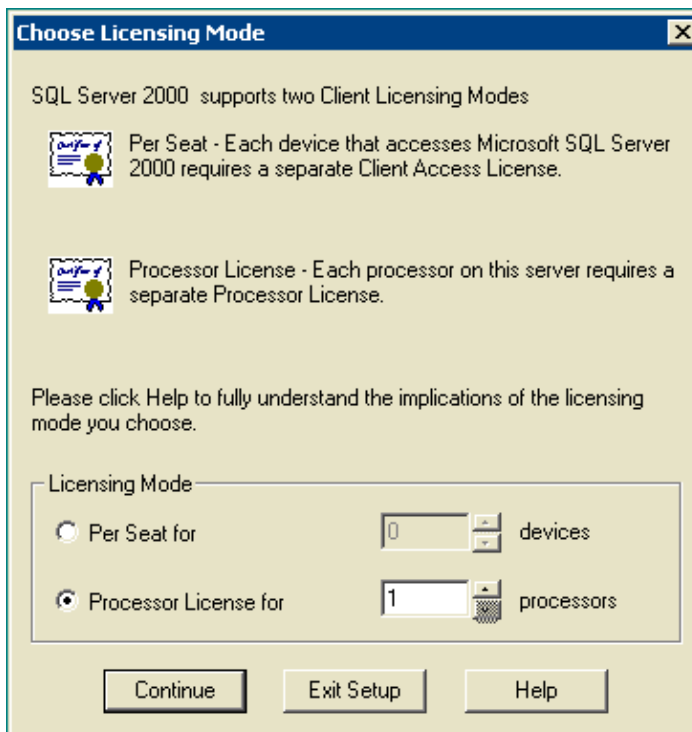 Choose Licensing Mode
SQL Server 2000  supports two Client Licensing Modes
Per Seat - Each device that accesses Microsoft SQL Server
2000 requires a separate Client Access License.
Processor License - Each processor on this server requires a
separate Processor License.
Please click Help to fully understand the implications of the licensing
mode you choose.
Licensing Mode
Per Seat for 0 devices
Processor License for 1 processors
Continue Exit Setup Help